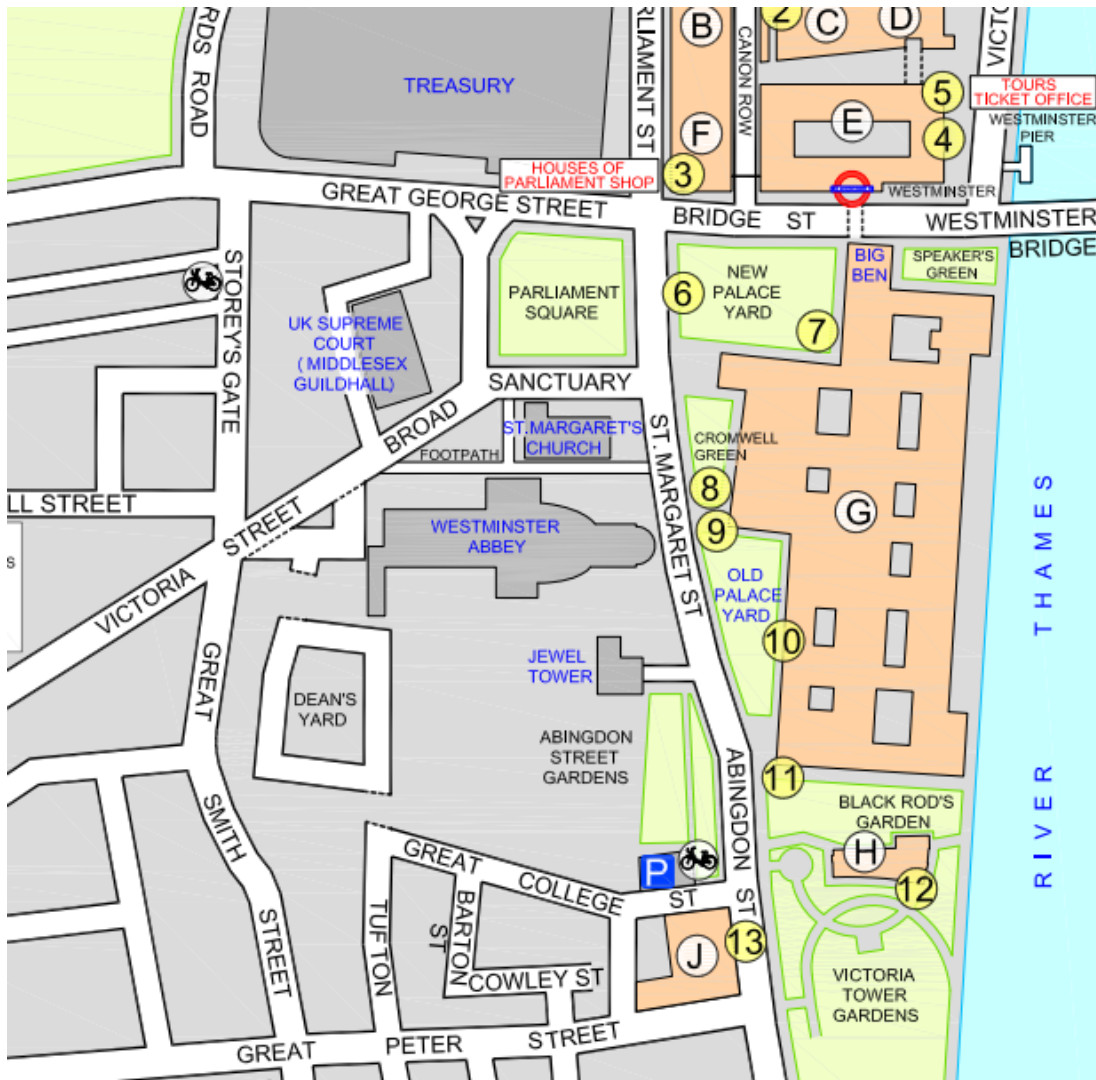 RDS ROAD
TREASURY
RLIAMENT ST
B
CANON ROW
2
C
D
VICTO
F
E
5
TOURS
TICKET OFFICE
4
WESTMINSTER
PIER
HOUSES OF
PARLIAMENT SHOP
3
WESTMINSTER
GREAT GEORGE STREET
BRIDGE ST
WESTMINSTER
BRIDGE
STOREY'S GATE
UK SUPREME
COURT
( MIDDLESEX
GUILDHALL)
PARLIAMENT
SQUARE
6
NEW
PALACE
YARD
7
BIG
BEN
SPEAKER'S
GREEN
BROAD SANCTUARY
FOOTPATH
ST.MARGARET'S
CHURCH
ST. MARGARET ST
CROMWELL
GREEN
8
9
G
LL STREET
S
VICTORIA STREET
WESTMINSTER
ABBEY
OLD
PALACE
YARD
10
RIVER THAMES
JEWEL
TOWER
DEAN'S
YARD
ABINGDON
STREET
GARDENS
ABINGDON ST
11
BLACK ROD'S
GARDEN
H
12
GREAT SMITH STREET
GREAT COLLEGE ST
P
TUFTON
BARTON
ST
COWLEY ST
J
13
VICTORIA
TOWER
GARDENS
GREAT PETER STREET